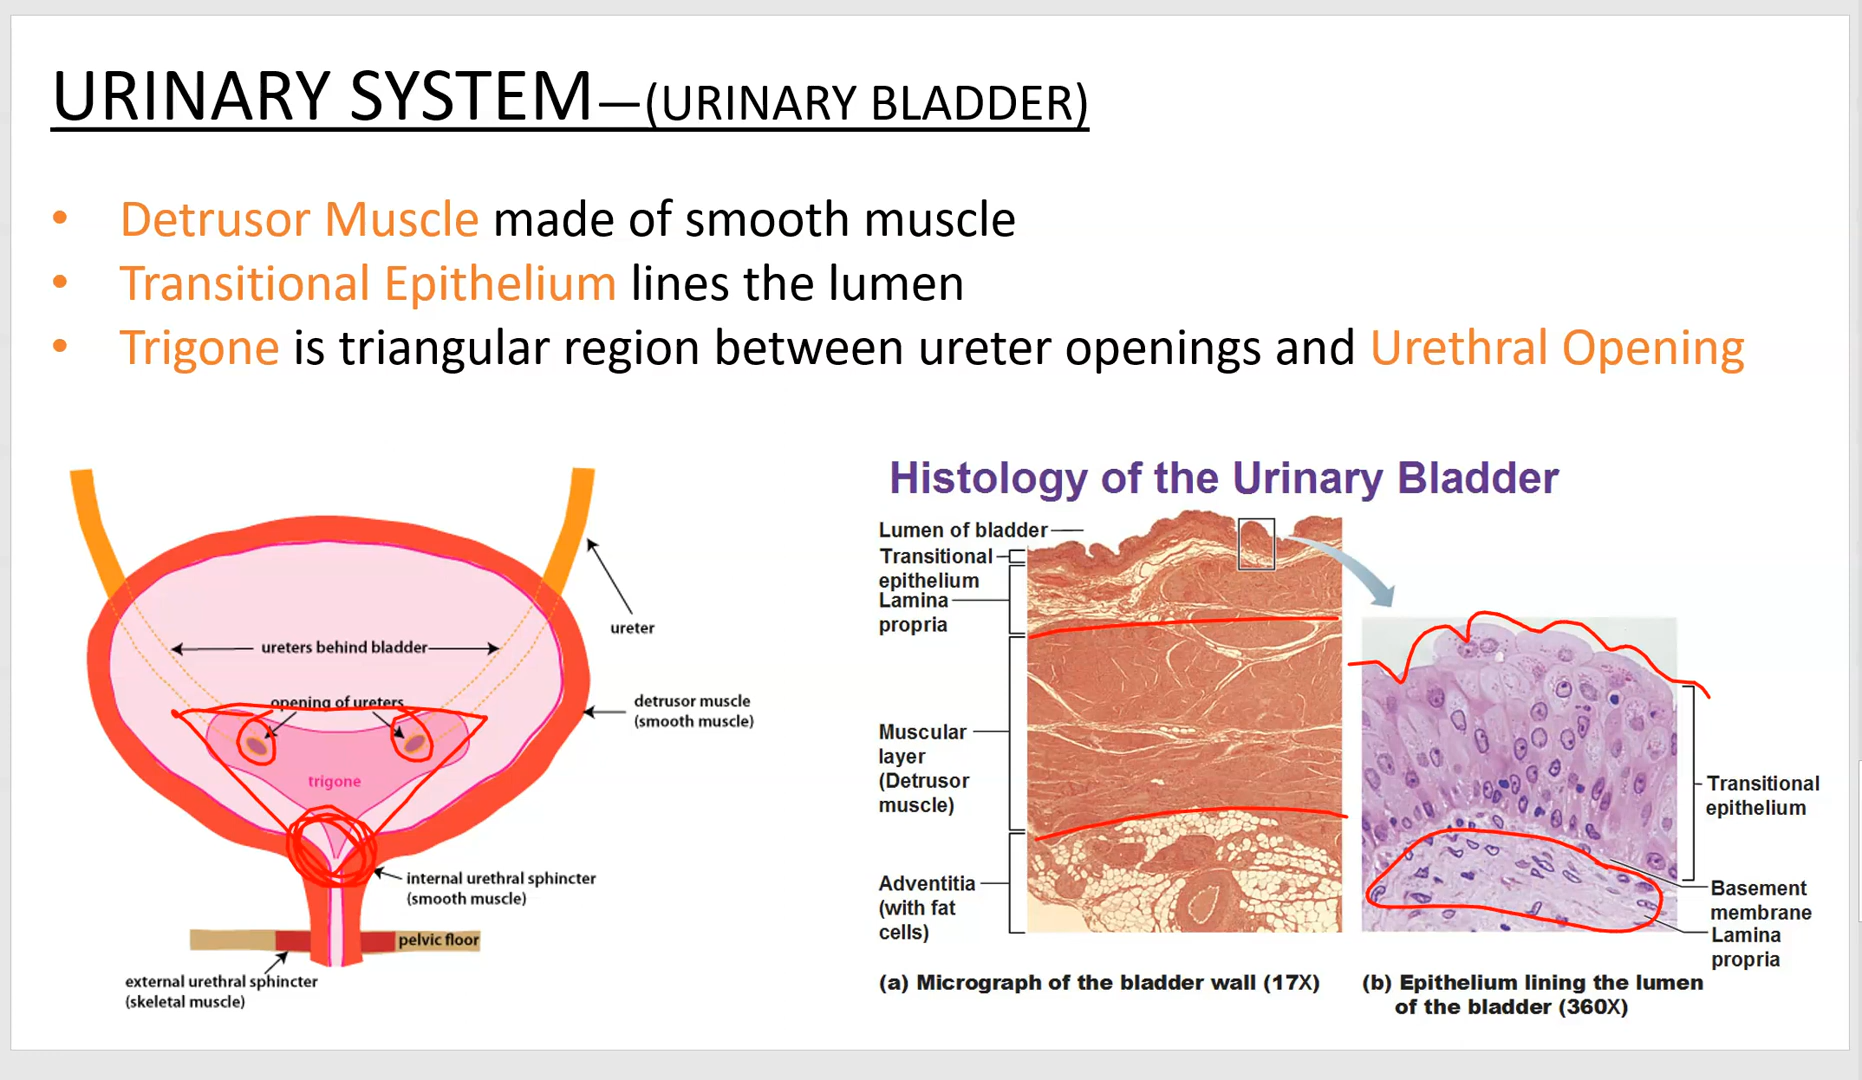 URINARY SYSTEM—(URINARY BLADDER)
• Detrusor Muscle made of smooth muscle
• Transitional Epithelium lines the lumen
• Trigone is triangular region between ureter openings and Urethral Opening
ureter
ureters behind bladder
opening of ureters
detrusor muscle
(smooth muscle)
trigone
internal urethral sphincter
(smooth muscle)
pelvic floor
external urethral sphincter
(skeletal muscle)
Histology of the Urinary Bladder
Lumen of bladder
Transitional
epithelium
Lamina
propria
Muscular
layer
(Detrusor
muscle)
Adventitia
(with fat
cells)
(a) Micrograph of the bladder wall (17X)
Transitional
epithelium
Basement
membrane
Lamina
propria
(b) Epithelium lining the lumen
of the bladder (360X)